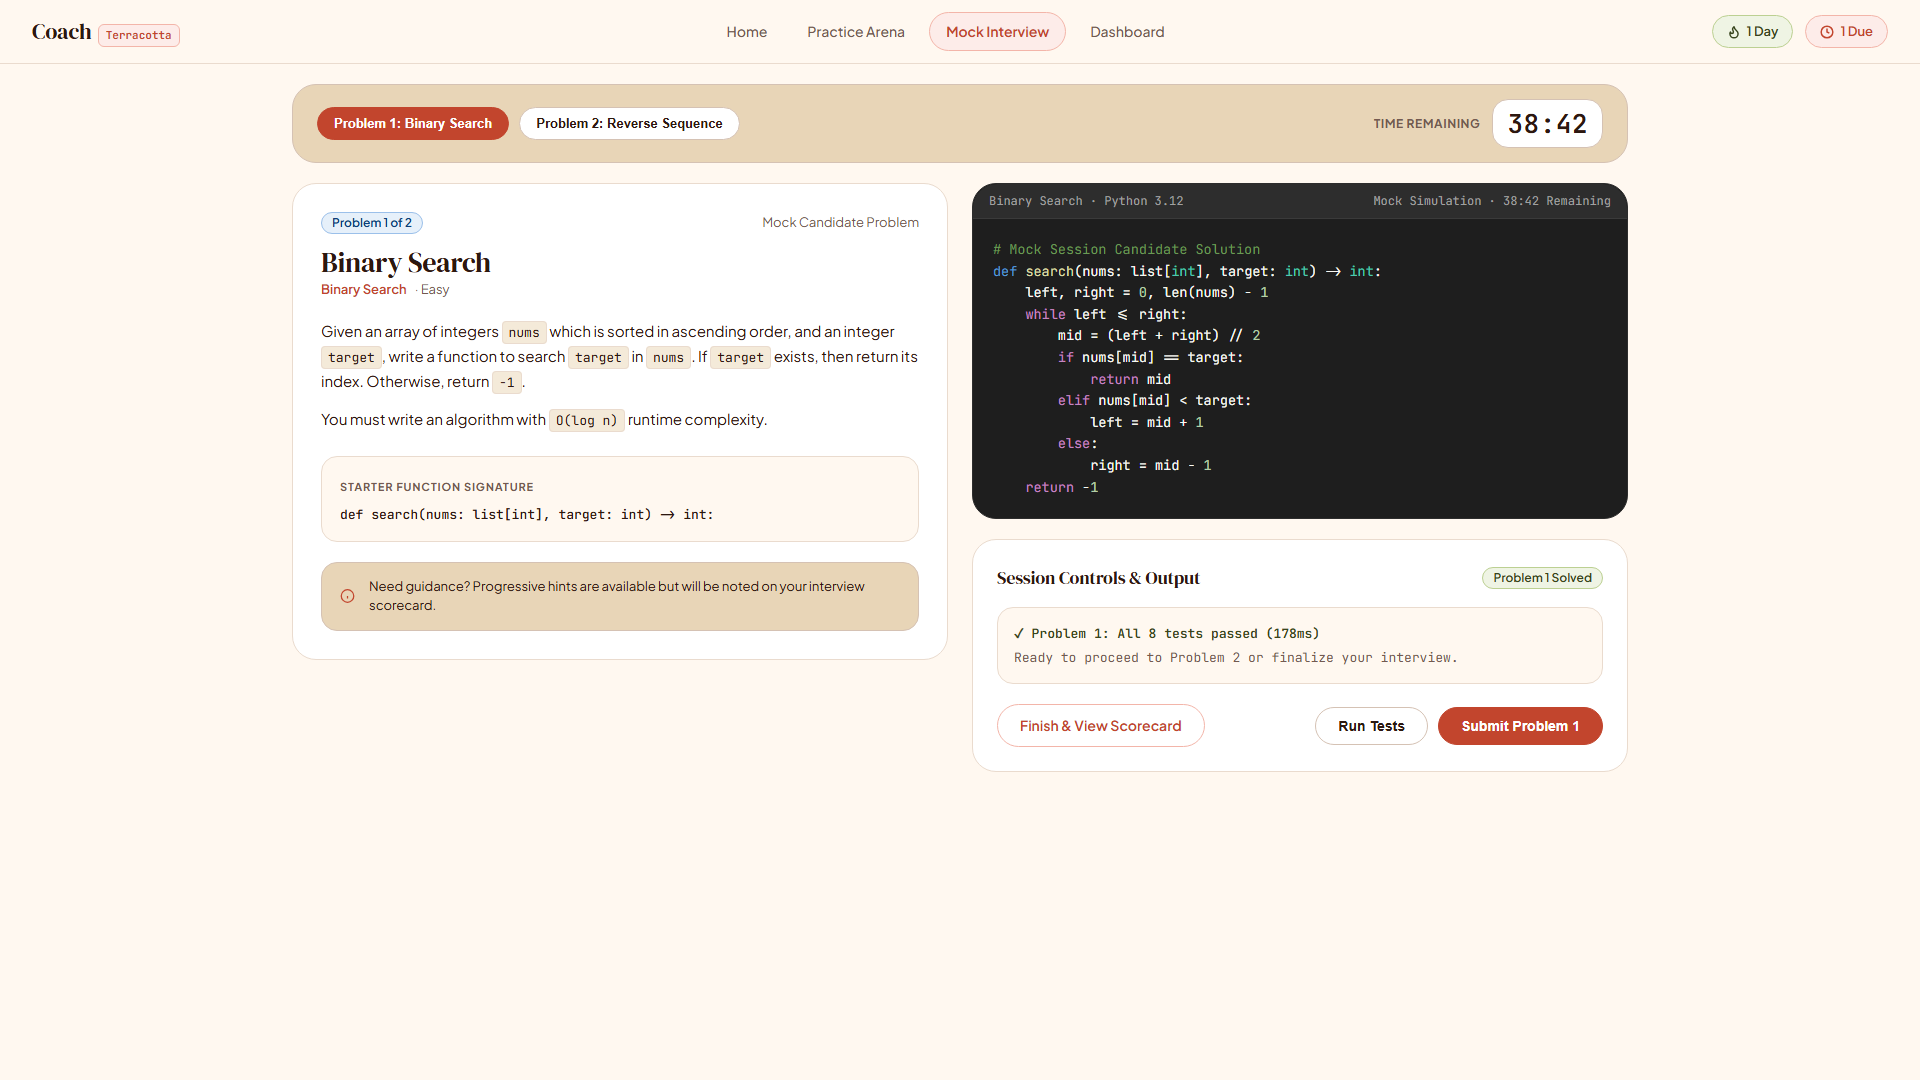 Coach Terracotta
Home Practice Arena Mock Interview Dashboard
1 Day 1 Due
Problem 1: Binary Search Problem 2: Reverse Sequence
TIME REMAINING 38:42
Problem 1 of 2 Mock Candidate Problem
Binary Search
Binary Search · Easy
Given an array of integers nums which is sorted in ascending order, and an integer
target, write a function to search target in nums. If target exists, then return its
index. Otherwise, return -1.
You must write an algorithm with O(log n) runtime complexity.
STARTER FUNCTION SIGNATURE
def search(nums: list[int], target: int) -> int:
Need guidance? Progressive hints are available but will be noted on your interview
scorecard.
Binary Search · Python 3.12 Mock Simulation · 38:42 Remaining
# Mock Session Candidate Solution
def search(nums: list[int], target: int) -> int:
    left, right = 0, len(nums) - 1
    while left <= right:
        mid = (left + right) // 2
        if nums[mid] == target:
            return mid
        elif nums[mid] < target:
            left = mid + 1
        else:
            right = mid - 1
    return -1
Session Controls & Output Problem 1 Solved
✓ Problem 1: All 8 tests passed (178ms)
Ready to proceed to Problem 2 or finalize your interview.
Finish & View Scorecard Run Tests Submit Problem 1